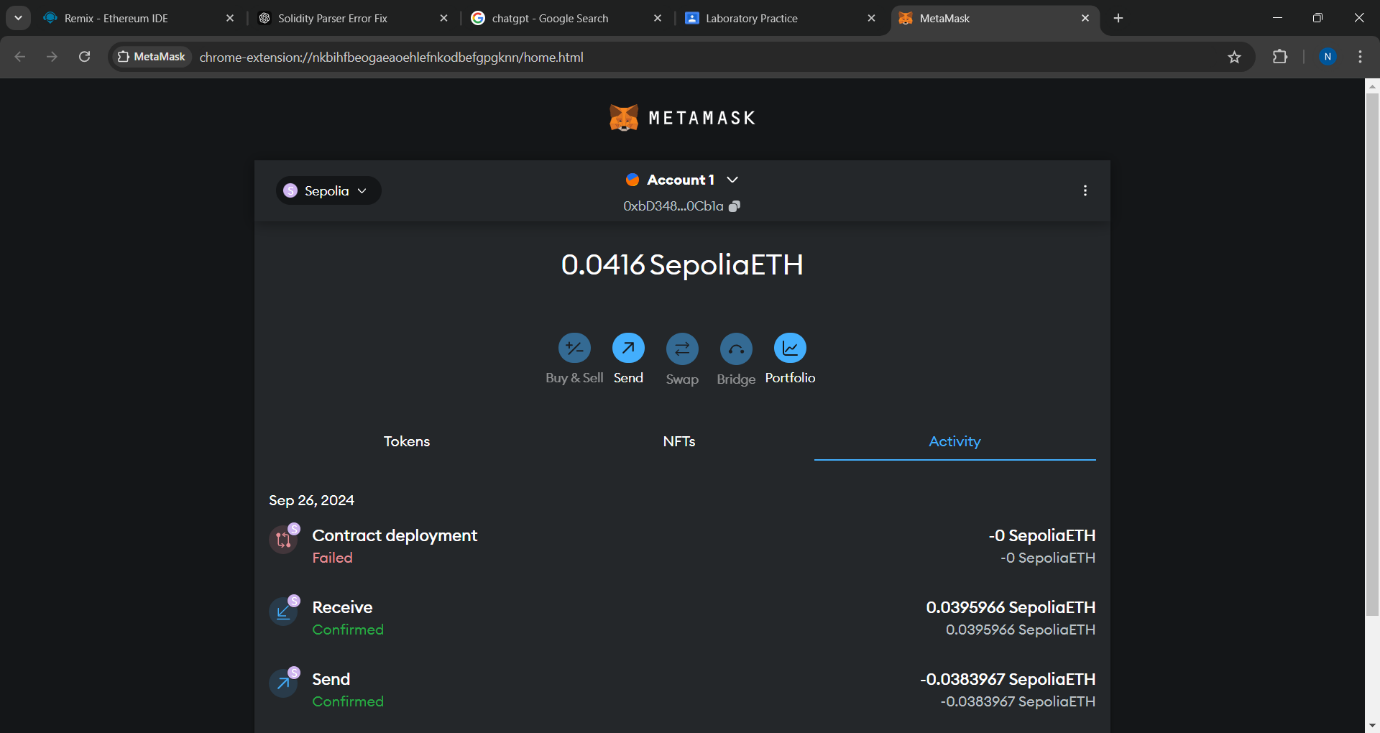 Remix - Ethereum IDE
Solidity Parser Error Fix
chatgpt - Google Search
Laboratory Practice
MetaMask
MetaMask
chrome-extension://nkbihfbeogaeaoehlefnkodbefgpgknn/home.html
N
METAMASK
S Sepolia
Account 1
0xbD348...0Cb1a
0.0416 SepoliaETH
Buy & Sell
Send
Swap
Bridge
Portfolio
Tokens
NFTs
Activity
Sep 26, 2024
S
Contract deployment
-0 SepoliaETH
Failed
-0 SepoliaETH
S
Receive
0.0395966 SepoliaETH
Confirmed
0.0395966 SepoliaETH
S
Send
-0.0383967 SepoliaETH
Confirmed
-0.0383967 SepoliaETH